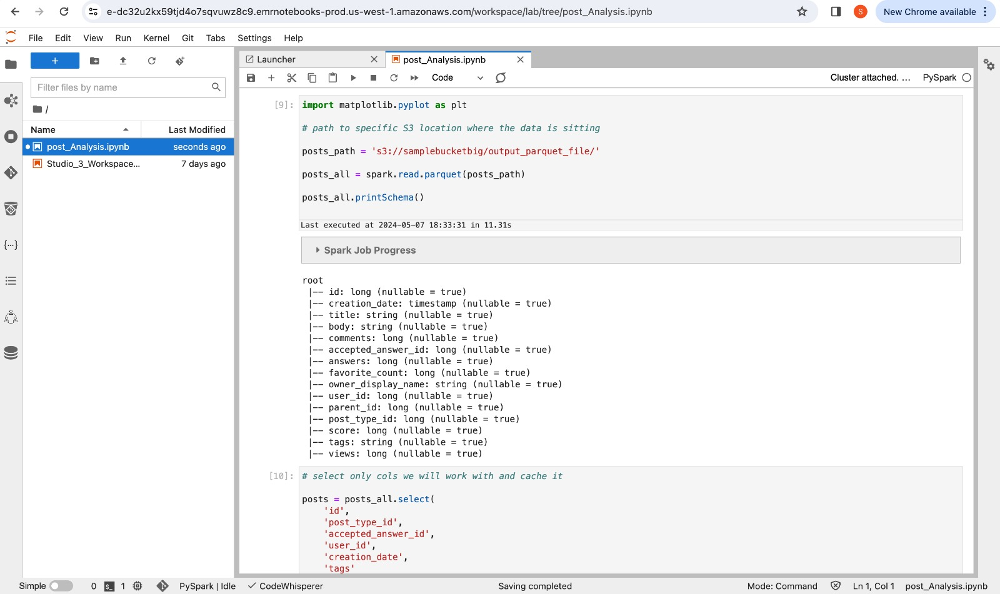 e-dc32u2kx59tjd4o7sqvuwz8c9.emrnotebooks-prod.us-west-1.amazonaws.com/workspace/lab/tree/post_Analysis.ipynb
S
New Chrome available
File Edit View Run Kernel Git Tabs Settings Help
+
Launcher
post_Analysis.ipynb
Code
Cluster attached. ...
PySpark
Filter files by name
/
Name
Last Modified
post_Analysis.ipynb
seconds ago
Studio_3_Workspace...
7 days ago
[9]:
import matplotlib.pyplot as plt
# path to specific S3 location where the data is sitting
posts_path = 's3://samplebucketbig/output_parquet_file/'
posts_all = spark.read.parquet(posts_path)
posts_all.printSchema()
Last executed at 2024-05-07 18:33:31 in 11.31s
Spark Job Progress
root
|-- id: long (nullable = true)
|-- creation_date: timestamp (nullable = true)
|-- title: string (nullable = true)
|-- body: string (nullable = true)
|-- comments: long (nullable = true)
|-- accepted_answer_id: long (nullable = true)
|-- answers: long (nullable = true)
|-- favorite_count: long (nullable = true)
|-- owner_display_name: string (nullable = true)
|-- user_id: long (nullable = true)
|-- parent_id: long (nullable = true)
|-- post_type_id: long (nullable = true)
|-- score: long (nullable = true)
|-- tags: string (nullable = true)
|-- views: long (nullable = true)
[10]:
# select only cols we will work with and cache it
posts = posts_all.select(
'id',
'post_type_id',
'accepted_answer_id',
'user_id',
'creation_date',
'tags'
Simple
0
$_
1
PySpark | Idle
CodeWhisperer
Saving completed
Mode: Command
Ln 1, Col 1
post_Analysis.ipynb